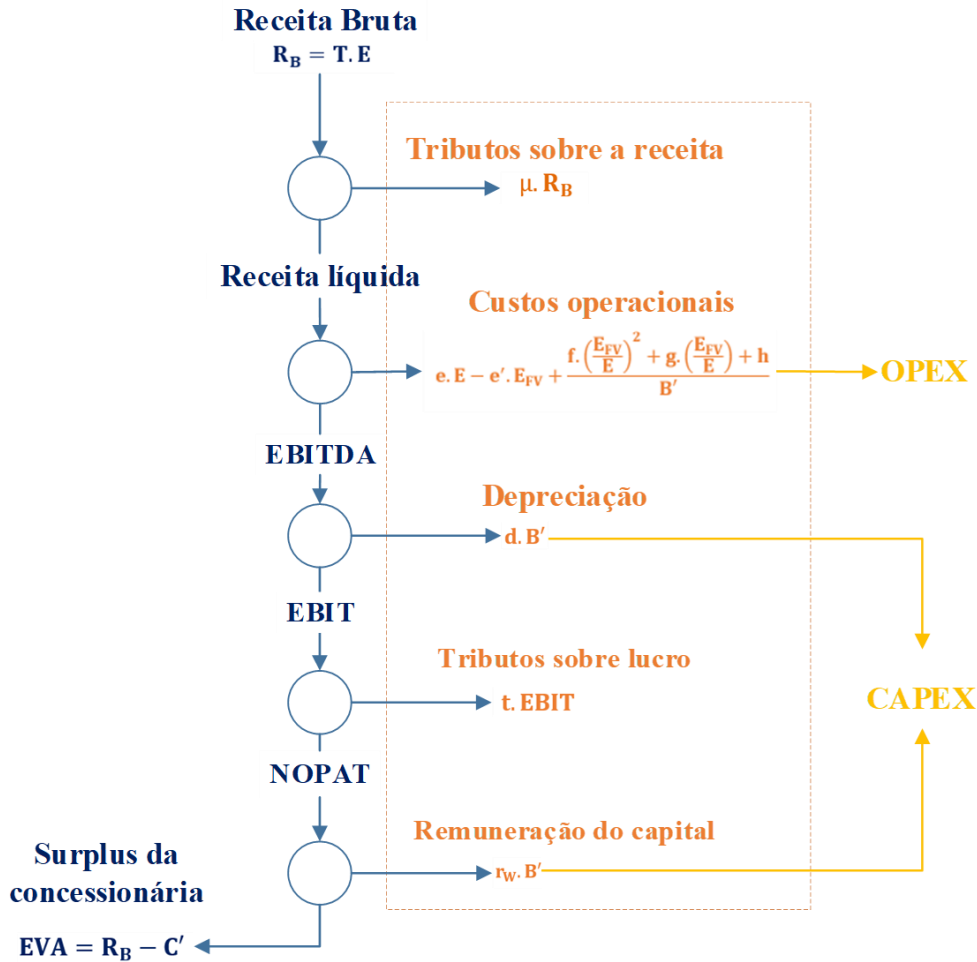 Receita Bruta
R_B = T. E
Tributos sobre a receita
μ. R_B
Receita líquida
Custos operacionais
e. E − e′. E_FV + (f. (E_FV/E)^2 + g. (E_FV/E) + h)/B′
OPEX
EBITDA
Depreciação
d. B′
EBIT
Tributos sobre lucro
t. EBIT
CAPEX
NOPAT
Remuneração do capital
r_W. B′
Surplus da
concessionária
EVA = R_B − C′